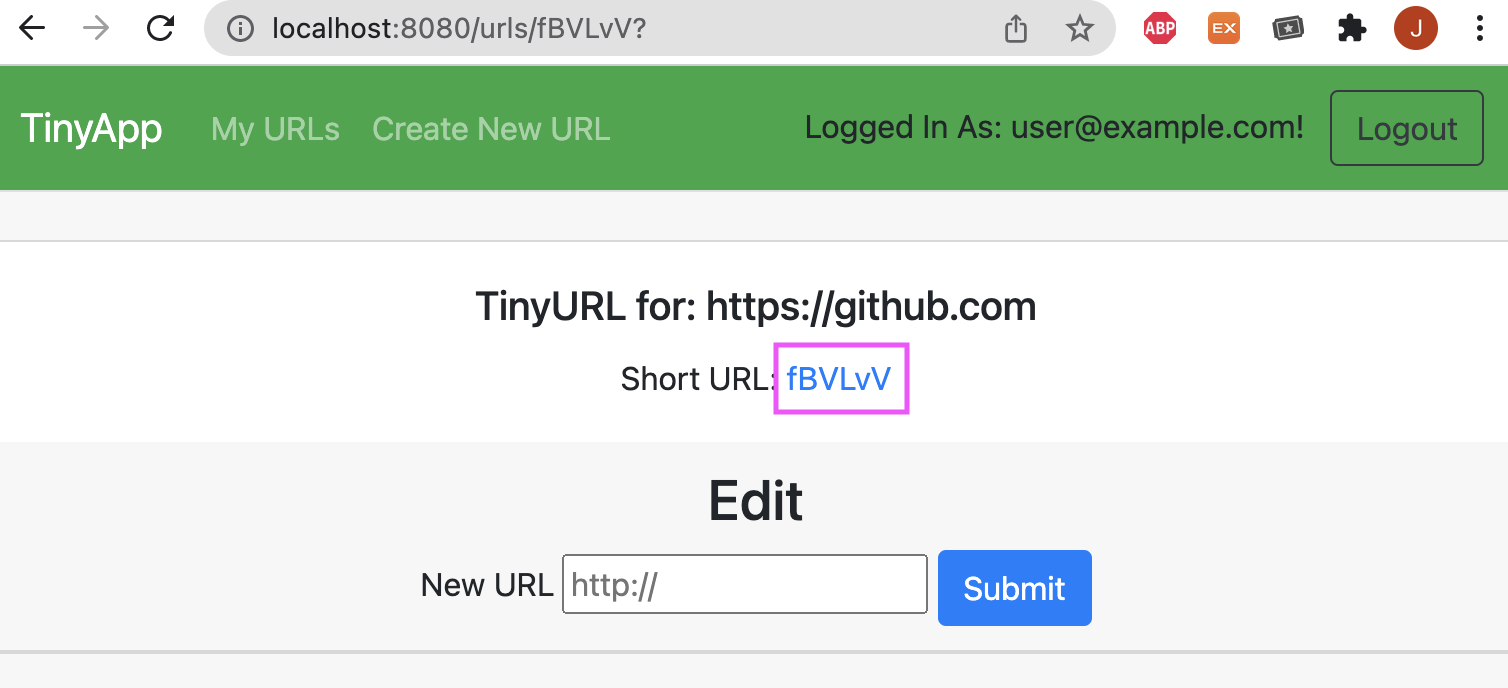 localhost:8080/urls/fBVLvV?
ABP
EX
J
TinyApp My URLs Create New URL Logged In As: user@example.com! Logout
TinyURL for: https://github.com
Short URL: fBVLvV
Edit
New URL http:// Submit